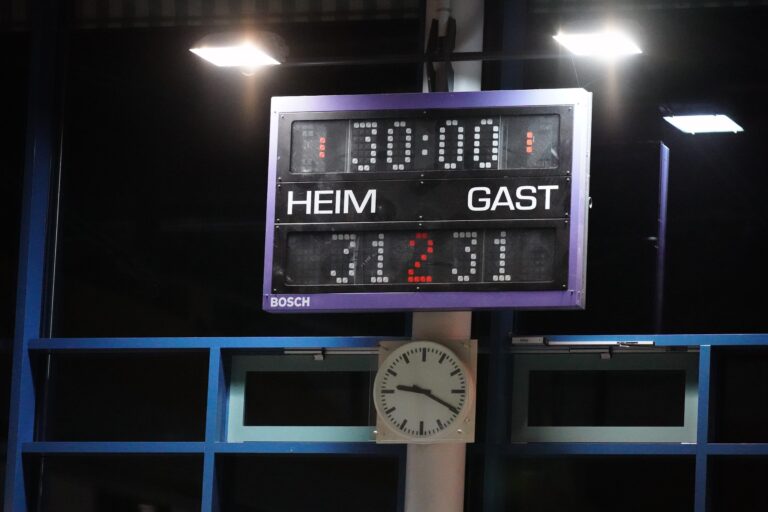 1 30:00 1
HEIM GAST
31 2 31
BOSCH